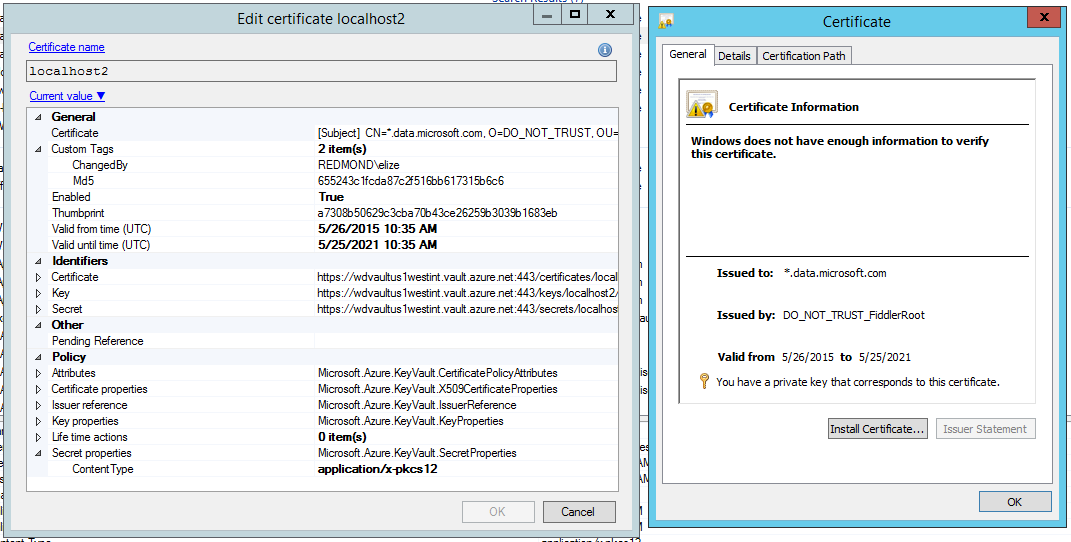 Search Results (7)
Edit certificate localhost2
Certificate name
localhost2
Current value ▼
General
Certificate [Subject] CN=*.data.microsoft.com, O=DO_NOT_TRUST, OU=
Custom Tags 2 item(s)
ChangedBy REDMOND\elize
Md5 655243c1fcda87c2f516bb617315b6c6
Enabled True
Thumbprint a7308b50629c3cba70b43ce26259b3039b1683eb
Valid from time (UTC) 5/26/2015 10:35 AM
Valid until time (UTC) 5/25/2021 10:35 AM
Identifiers
Certificate https://wdvaultus1westint.vault.azure.net:443/certificates/local
Key https://wdvaultus1westint.vault.azure.net:443/keys/localhost2/
Secret https://wdvaultus1westint.vault.azure.net:443/secrets/localhos
Other
Pending Reference
Policy
Attributes Microsoft.Azure.KeyVault.CertificatePolicyAttributes
Certificate properties Microsoft.Azure.KeyVault.X509CertificateProperties
Issuer reference Microsoft.Azure.KeyVault.IssuerReference
Key properties Microsoft.Azure.KeyVault.KeyProperties
Life time actions 0 item(s)
Secret properties Microsoft.Azure.KeyVault.SecretProperties
ContentType application/x-pkcs12
OK Cancel
Certificate
General Details Certification Path
Certificate Information
Windows does not have enough information to verify
this certificate.
Issued to: *.data.microsoft.com
Issued by: DO_NOT_TRUST_FiddlerRoot
Valid from 5/26/2015 to 5/25/2021
You have a private key that corresponds to this certificate.
Install Certificate... Issuer Statement
OK